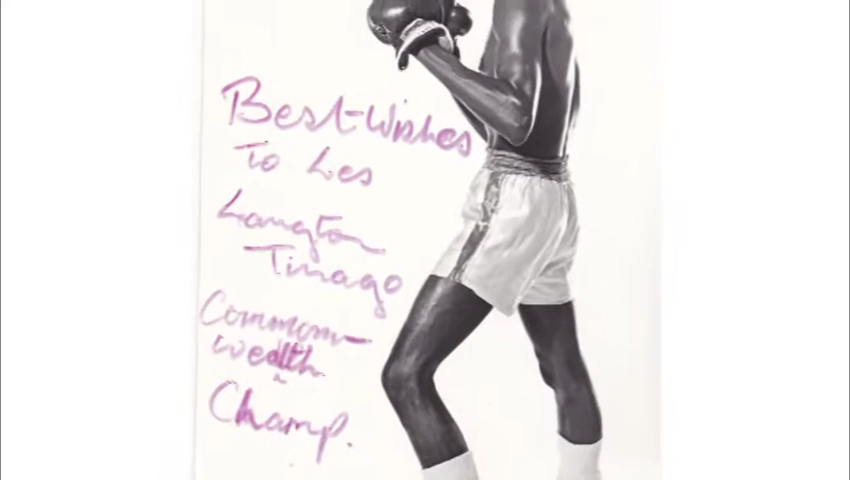 Best-Wishes
To Les
Langton
Tinago
Common-
wealth
Champ.